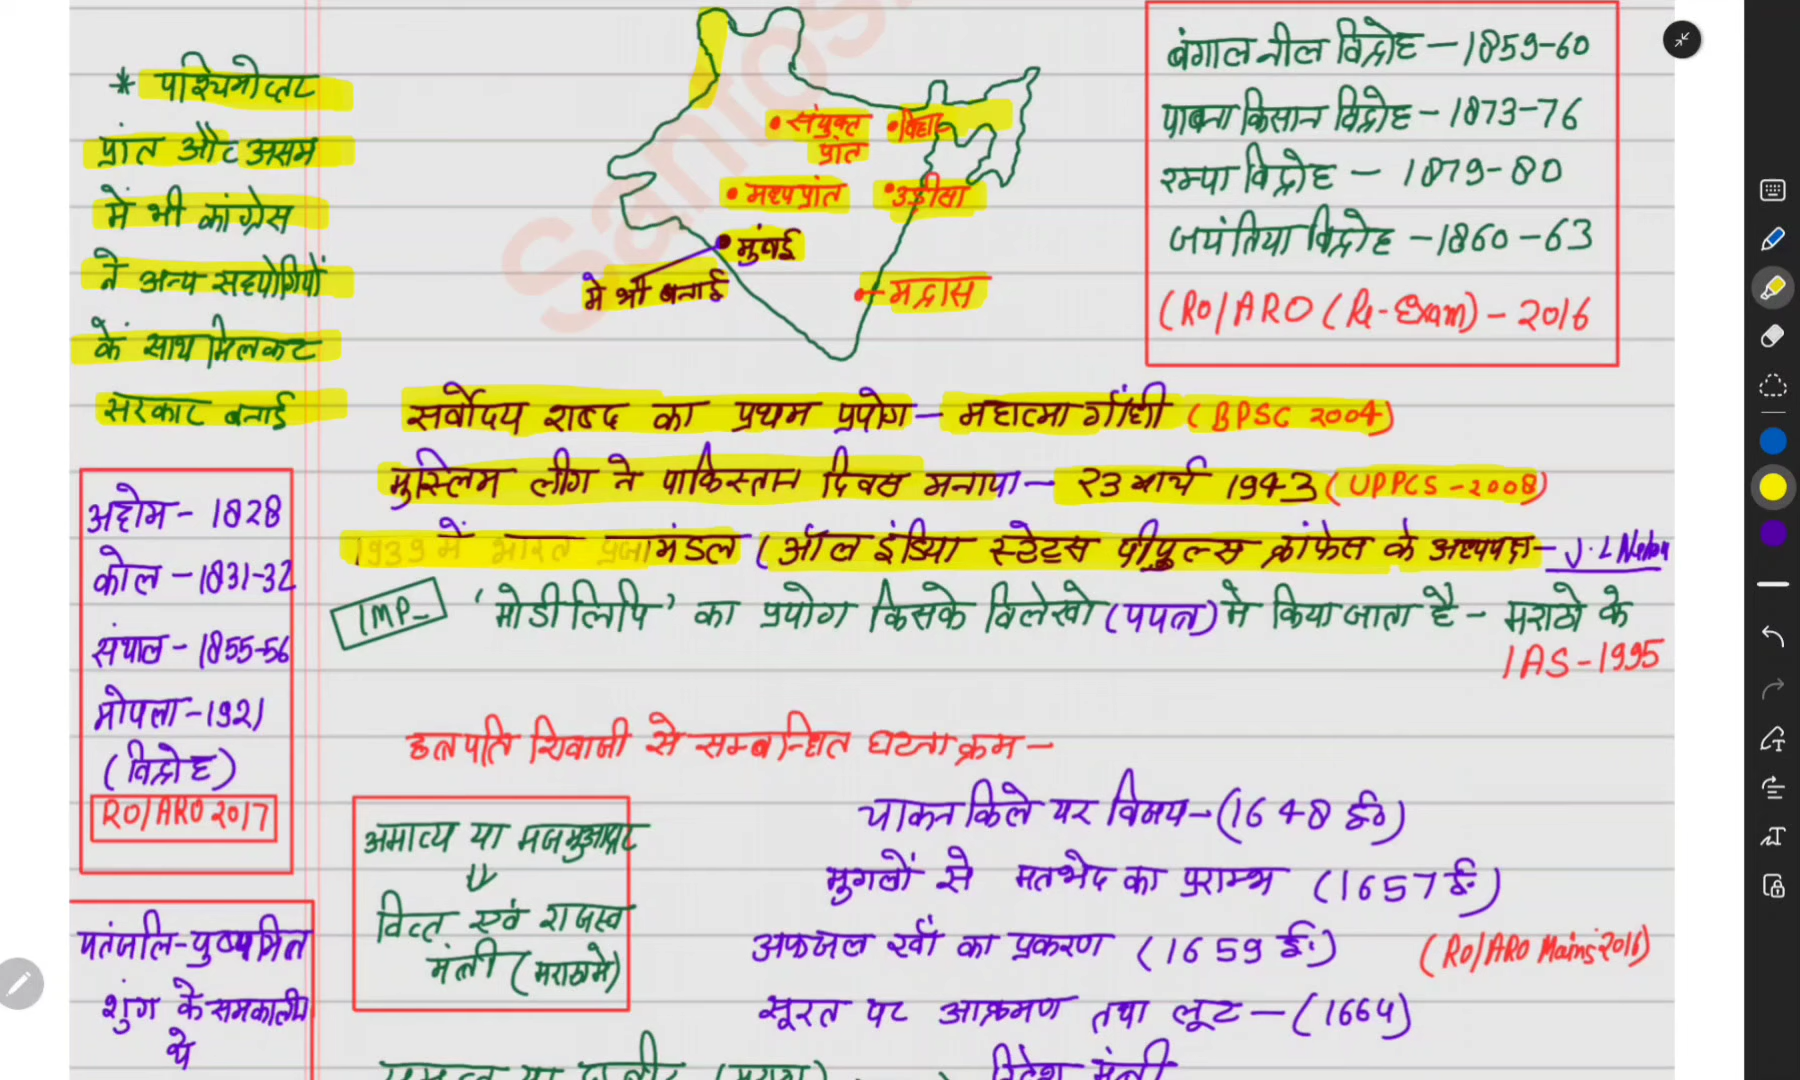 * पश्चिमोत्तर
प्रांत और असम
में भी कांग्रेस
ने अन्य सहयोगियों
के साथ मिलकर
सरकार बनाई
• संयुक्त
प्रांत
• बिहार
• मध्यप्रांत
• उड़ीसा
• मुंबई
मे भी बनाई
मद्रास
बंगाल नील विद्रोह – 1859-60
पाबना किसान विद्रोह – 1873-76
रम्पा विद्रोह – 1879-80
जयंतिया विद्रोह – 1860-63
(RO/ARO (Re-Exam) – 2016
सर्वोदय शब्द का प्रथम प्रयोग – महात्मा गाँधी (BPSC 2004)
मुस्लिम लीग ने पाकिस्तान दिवस मनाया – 23 मार्च 1943 (UPPCS - 2008)
1939 में भारत प्रजामंडल (ऑल इंडिया स्टेट्स पीपुल्स क्रांफेस के अध्यक्ष – J.L Nehru
IMP– 'मोडी लिपि' का प्रयोग किसके विलेखो (पपत्र) मे किया जाता है – मराठो के
IAS-1995
अहोम – 1828
कोल – 1831-32
संथाल – 1855-56
मोपला – 1921
(विद्रोह)
RO/ARO 2017
छत्रपति शिवाजी से सम्बन्धित घटना क्रम –
चाकन किले पर विजय – (1648 ई०)
मुगलों से मतभेद का प्रारम्भ (1657 ई.)
अफजल खाँ का प्रकरण (1659 ई.) (RO/ARO Mains 2016)
सूरत पर आक्रमण तथा लूट – (1664)
अमात्य या मजमुआदार
⇓
वित्त एवं राजस्व
मंत्री (मराठामे)
पतंजलि - पुष्यमित्र
शुंग के समकालीन
थे
विदेश मंत्री